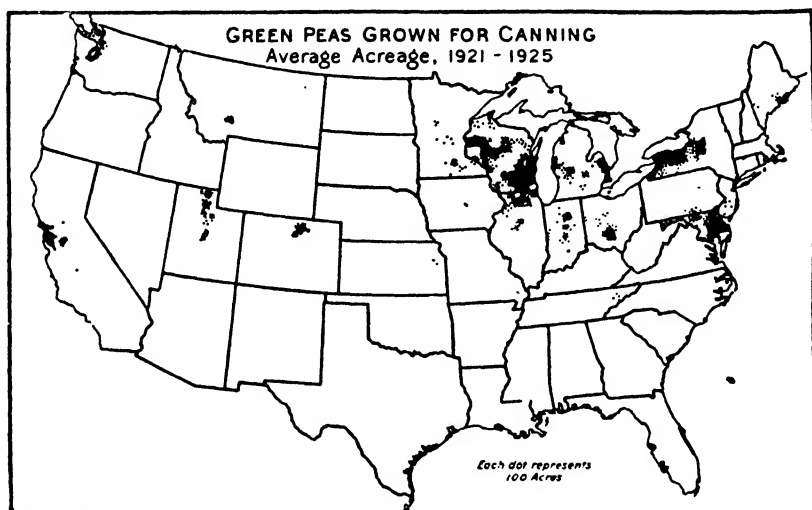 GREEN PEAS GROWN FOR CANNING
Average Acreage, 1921 - 1925
Each dot represents
100 Acres